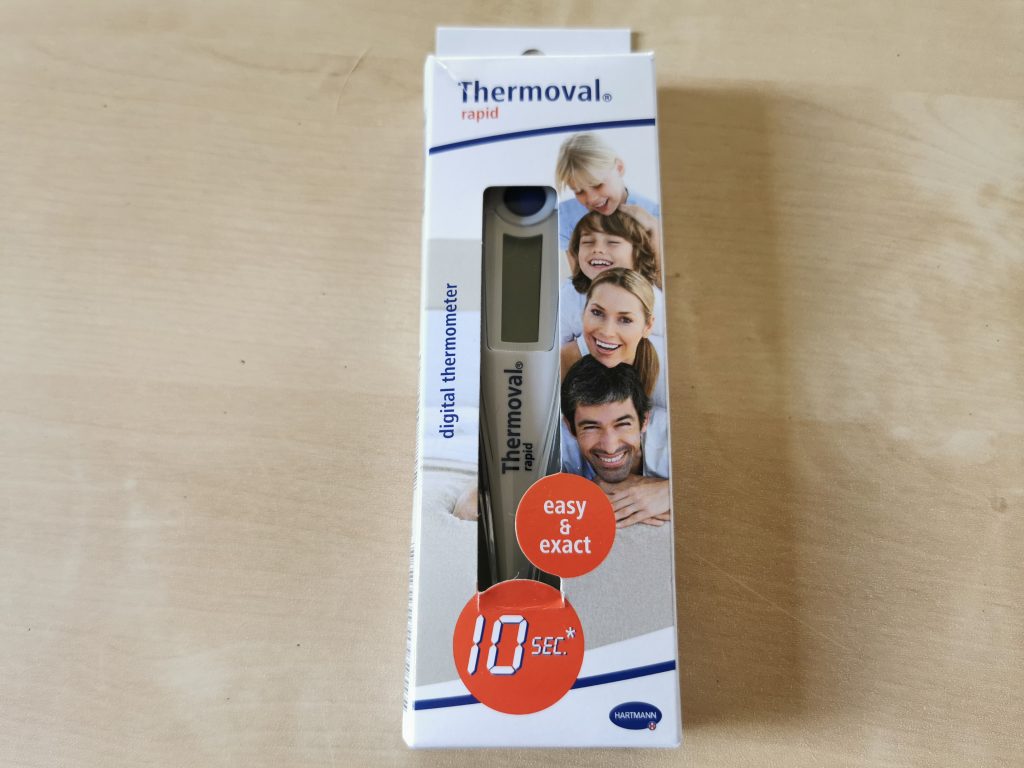 Thermoval®
rapid
digital thermometer
Thermoval®
rapid
easy
&
exact
10 SEC.*
HARTMANN